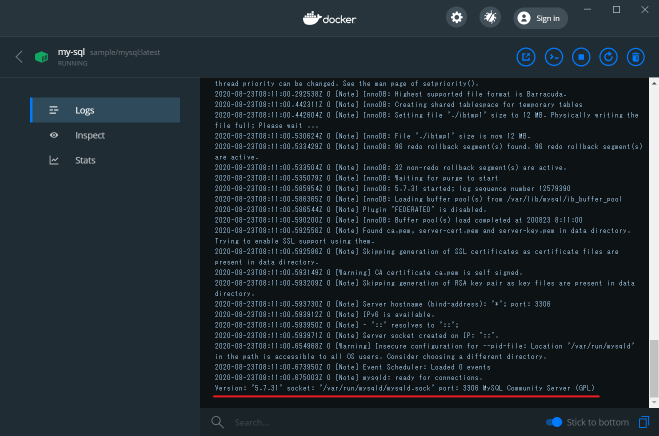 docker
Sign in
my-sql sample/mysql:latest
RUNNING
Logs
Inspect
Stats
thread priority can be changed. See the man page of setpriority().
2020-08-23T08:11:00.292538Z 0 [Note] InnoDB: Highest supported file format is Barracuda.
2020-08-23T08:11:00.442311Z 0 [Note] InnoDB: Creating shared tablespace for temporary tables
2020-08-23T08:11:00.442604Z 0 [Note] InnoDB: Setting file "./ibtmp1" size to 12 MB. Physically writing the
file full; Please wait ...
2020-08-23T08:11:00.530624Z 0 [Note] InnoDB: File "./ibtmp1" size is now 12 MB.
2020-08-23T08:11:00.533429Z 0 [Note] InnoDB: 96 redo rollback segment(s) found. 96 redo rollback segment(s)
are active.
2020-08-23T08:11:00.533504Z 0 [Note] InnoDB: 32 non-redo rollback segment(s) are active.
2020-08-23T08:11:00.535079Z 0 [Note] InnoDB: Waiting for purge to start
2020-08-23T08:11:00.585954Z 0 [Note] InnoDB: 5.7.31 started; log sequence number 12579390
2020-08-23T08:11:00.586365Z 0 [Note] InnoDB: Loading buffer pool(s) from /var/lib/mysql/ib_buffer_pool
2020-08-23T08:11:00.586544Z 0 [Note] Plugin "FEDERATED" is disabled.
2020-08-23T08:11:00.590200Z 0 [Note] InnoDB: Buffer pool(s) load completed at 200823 8:11:00
2020-08-23T08:11:00.592556Z 0 [Note] Found ca.pem, server-cert.pem and server-key.pem in data directory.
Trying to enable SSL support using them.
2020-08-23T08:11:00.592586Z 0 [Note] Skipping generation of SSL certificates as certificate files are
present in data directory.
2020-08-23T08:11:00.593149Z 0 [Warning] CA certificate ca.pem is self signed.
2020-08-23T08:11:00.593209Z 0 [Note] Skipping generation of RSA key pair as key files are present in data
directory.
2020-08-23T08:11:00.593730Z 0 [Note] Server hostname (bind-address): "*"; port: 3306
2020-08-23T08:11:00.593912Z 0 [Note] IPv6 is available.
2020-08-23T08:11:00.593950Z 0 [Note] - "::" resolves to "::";
2020-08-23T08:11:00.593971Z 0 [Note] Server socket created on IP: "::".
2020-08-23T08:11:00.654968Z 0 [Warning] Insecure configuration for --pid-file: Location "/var/run/mysqld"
in the path is accessible to all OS users. Consider choosing a different directory.
2020-08-23T08:11:00.673950Z 0 [Note] Event Scheduler: Loaded 0 events
2020-08-23T08:11:00.675003Z 0 [Note] mysqld: ready for connections.
Version: "5.7.31" socket: "/var/run/mysqld/mysqld.sock" port: 3306 MySQL Community Server (GPL)
Search...
Stick to bottom